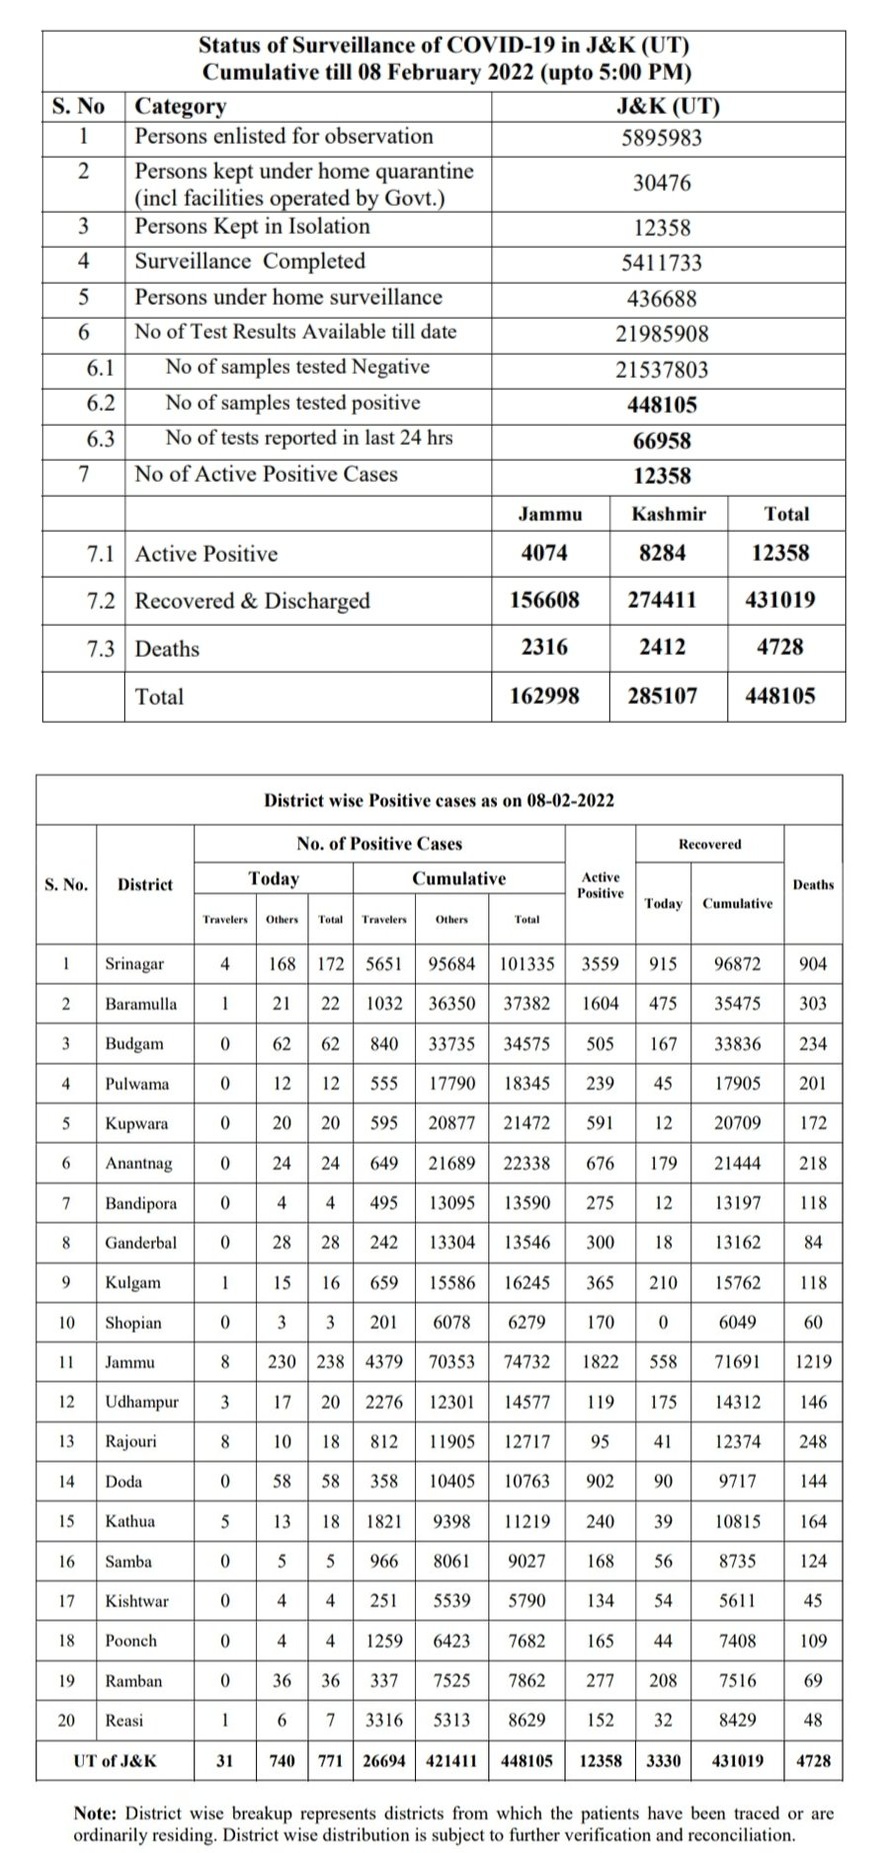 Status of Surveillance of COVID-19 in J&K (UT)
Cumulative till 08 February 2022 (upto 5:00 PM)
S. No Category J&K (UT)
1 Persons enlisted for observation 5895983
2 Persons kept under home quarantine
(incl facilities operated by Govt.) 30476
3 Persons Kept in Isolation 12358
4 Surveillance Completed 5411733
5 Persons under home surveillance 436688
6 No of Test Results Available till date 21985908
6.1 No of samples tested Negative 21537803
6.2 No of samples tested positive 448105
6.3 No of tests reported in last 24 hrs 66958
7 No of Active Positive Cases 12358
Jammu Kashmir Total
7.1 Active Positive 4074 8284 12358
7.2 Recovered & Discharged 156608 274411 431019
7.3 Deaths 2316 2412 4728
Total 162998 285107 448105
District wise Positive cases as on 08-02-2022
S. No. District No. of Positive Cases Active Positive Recovered Deaths
Today Cumulative Today Cumulative
Travelers Others Total Travelers Others Total
1 Srinagar 4 168 172 5651 95684 101335 3559 915 96872 904
2 Baramulla 1 21 22 1032 36350 37382 1604 475 35475 303
3 Budgam 0 62 62 840 33735 34575 505 167 33836 234
4 Pulwama 0 12 12 555 17790 18345 239 45 17905 201
5 Kupwara 0 20 20 595 20877 21472 591 12 20709 172
6 Anantnag 0 24 24 649 21689 22338 676 179 21444 218
7 Bandipora 0 4 4 495 13095 13590 275 12 13197 118
8 Ganderbal 0 28 28 242 13304 13546 300 18 13162 84
9 Kulgam 1 15 16 659 15586 16245 365 210 15762 118
10 Shopian 0 3 3 201 6078 6279 170 0 6049 60
11 Jammu 8 230 238 4379 70353 74732 1822 558 71691 1219
12 Udhampur 3 17 20 2276 12301 14577 119 175 14312 146
13 Rajouri 8 10 18 812 11905 12717 95 41 12374 248
14 Doda 0 58 58 358 10405 10763 902 90 9717 144
15 Kathua 5 13 18 1821 9398 11219 240 39 10815 164
16 Samba 0 5 5 966 8061 9027 168 56 8735 124
17 Kishtwar 0 4 4 251 5539 5790 134 54 5611 45
18 Poonch 0 4 4 1259 6423 7682 165 44 7408 109
19 Ramban 0 36 36 337 7525 7862 277 208 7516 69
20 Reasi 1 6 7 3316 5313 8629 152 32 8429 48
UT of J&K 31 740 771 26694 421411 448105 12358 3330 431019 4728
Note: District wise breakup represents districts from which the patients have been traced or are
ordinarily residing. District wise distribution is subject to further verification and reconciliation.